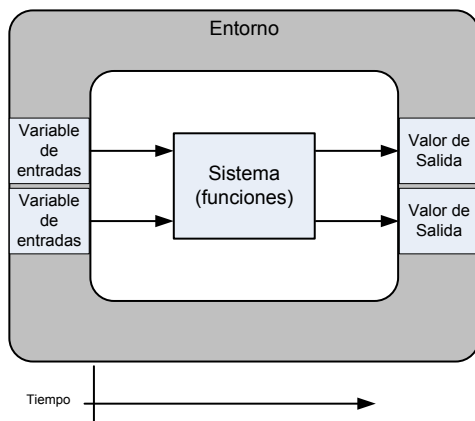 Entorno
Variable
de
entradas
Variable
de
entradas
Sistema
(funciones)
Valor de
Salida
Valor de
Salida
Tiempo